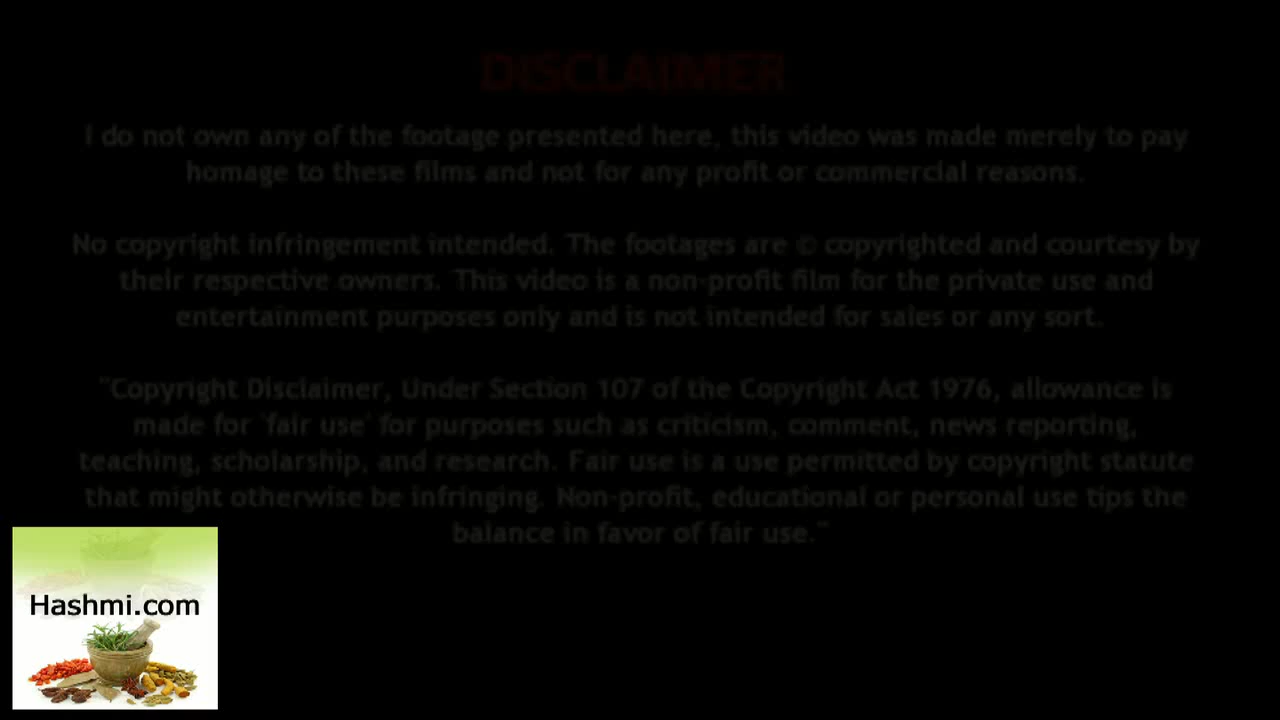 DISCLAIMER
I do not own any of the footage presented here, this video was made merely to pay
homage to these films and not for any profit or commercial reasons.
No copyright infringement intended. The footages are © copyrighted and courtesy by
their respective owners. This video is a non-profit film for the private use and
entertainment purposes only and is not intended for sales or any sort.
"Copyright Disclaimer, Under Section 107 of the Copyright Act 1976, allowance is
made for 'fair use' for purposes such as criticism, comment, news reporting,
teaching, scholarship, and research. Fair use is a use permitted by copyright statute
that might otherwise be infringing. Non-profit, educational or personal use tips the
balance in favor of fair use."
Hashmi.com